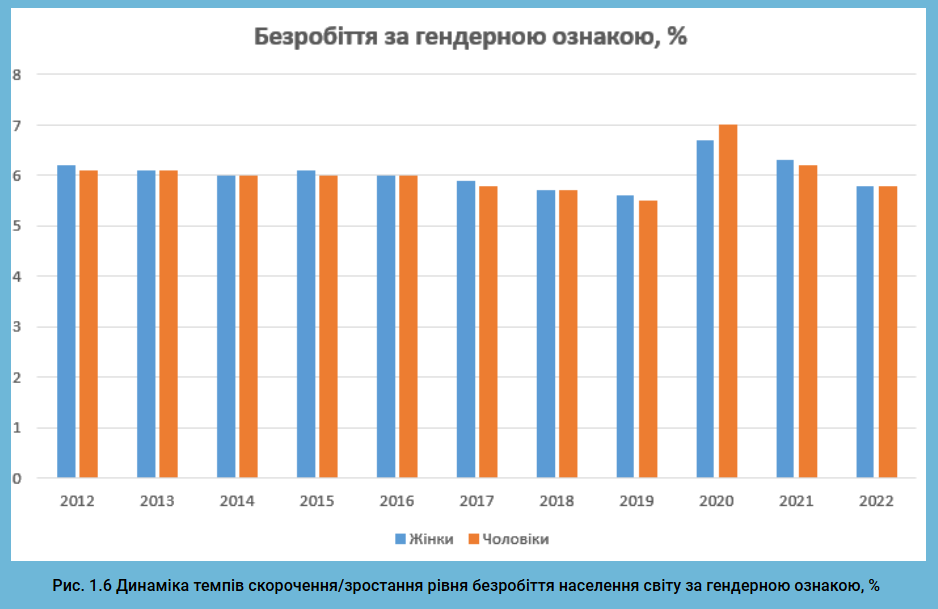 Безробіття за гендерною ознакою, %
8
7
6
5
4
3
2
1
0
2012 2013 2014 2015 2016 2017 2018 2019 2020 2021 2022
Жінки Чоловіки
Рис. 1.6 Динаміка темпів скорочення/зростання рівня безробіття населення світу за гендерною ознакою, %